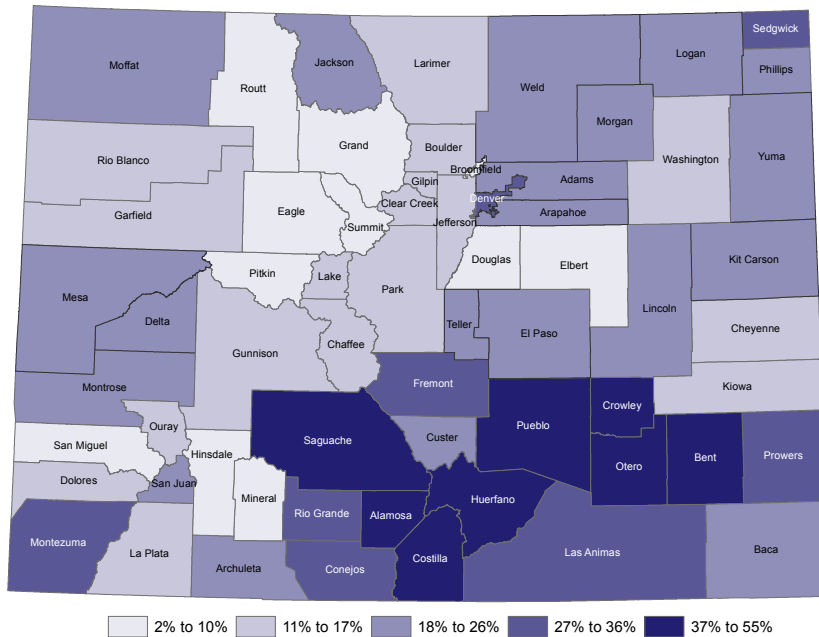 Sedgwick
Logan
Moffat
Jackson
Larimer
Phillips
Routt
Weld
Morgan
Grand
Boulder
Yuma
Washington
Rio Blanco
Broomfield
Gilpin
Adams
Denver
Clear Creek
Arapahoe
Garfield
Eagle
Jefferson
Summit
Douglas
Elbert
Kit Carson
Pitkin
Lake
Park
Mesa
Lincoln
Delta
Teller
El Paso
Cheyenne
Chaffee
Gunnison
Fremont
Montrose
Kiowa
Crowley
Ouray
Pueblo
Saguache
Custer
San Miguel
Hinsdale
Bent
Prowers
Otero
Dolores
San Juan
Mineral
Huerfano
Rio Grande
Alamosa
Montezuma
La Plata
Las Animas
Baca
Costilla
Archuleta
Conejos
2% to 10%
11% to 17%
18% to 26%
27% to 36%
37% to 55%